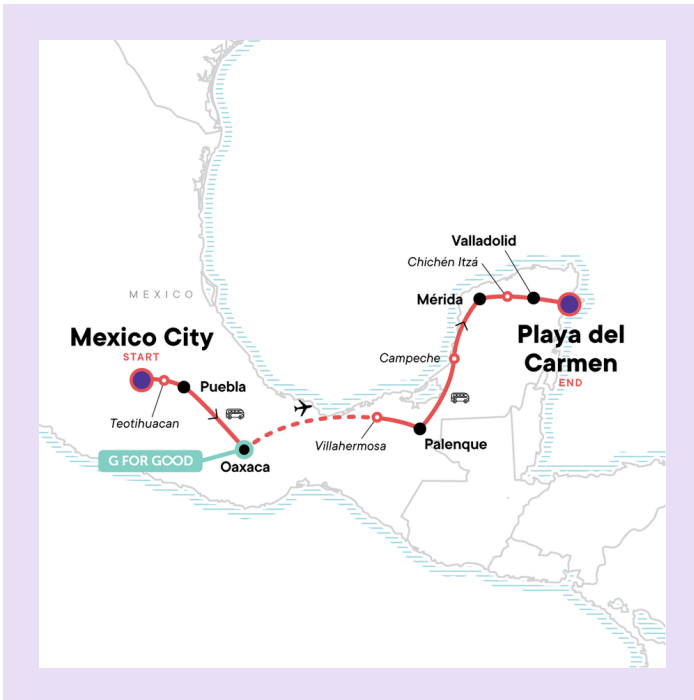 Valladolid
Chichén Itzá
MEXICO
Mérida
Mexico City
START
Playa del
Carmen
END
Campeche
Puebla
Teotihuacan
Villahermosa
Palenque
G FOR GOOD
Oaxaca